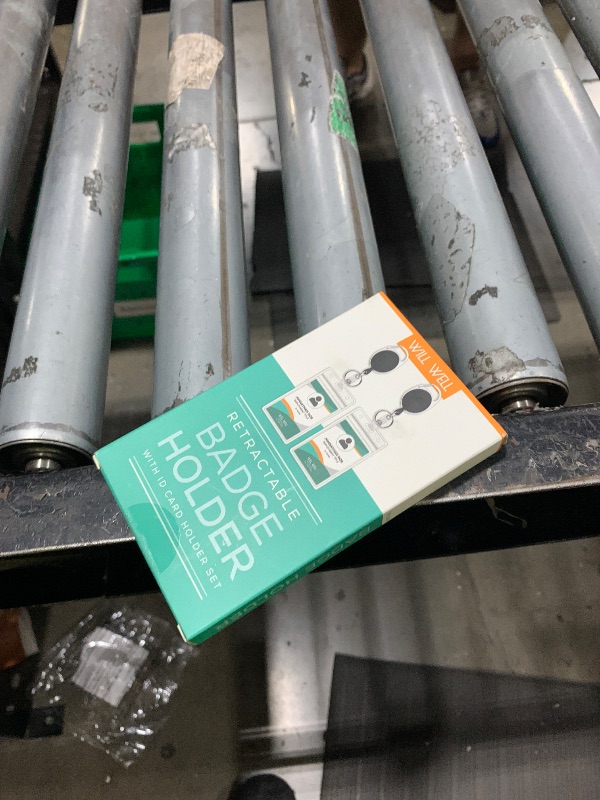 WILL WELL
RETRACTABLE
BADGE
HOLDER
WITH ID CARD HOLDER SET